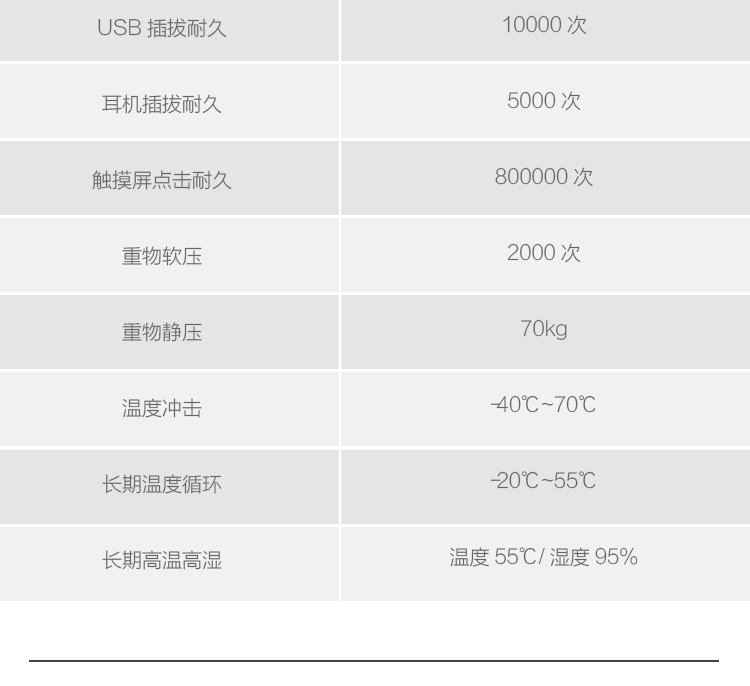 USB 插拔耐久 10000 次
耳机插拔耐久 5000 次
触摸屏点击耐久 800000 次
重物软压 2000 次
重物静压 70kg
温度冲击 -40℃~70℃
长期温度循环 -20℃~55℃
长期高温高湿 温度 55℃/ 湿度 95%